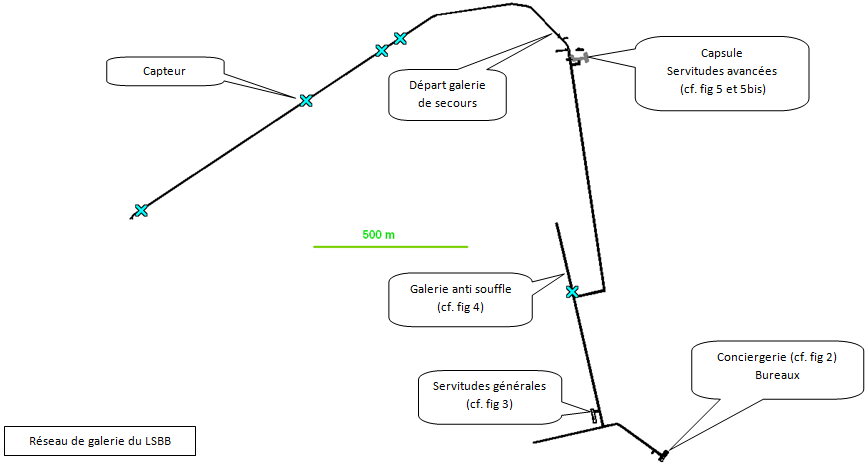 Capteur
Départ galerie
de secours
Capsule
Servitudes avancées
(cf. fig 5 et 5bis)
500 m
Galerie anti souffle
(cf. fig 4)
Conciergerie (cf. fig 2)
Bureaux
Servitudes générales
(cf. fig 3)
Réseau de galerie du LSBB